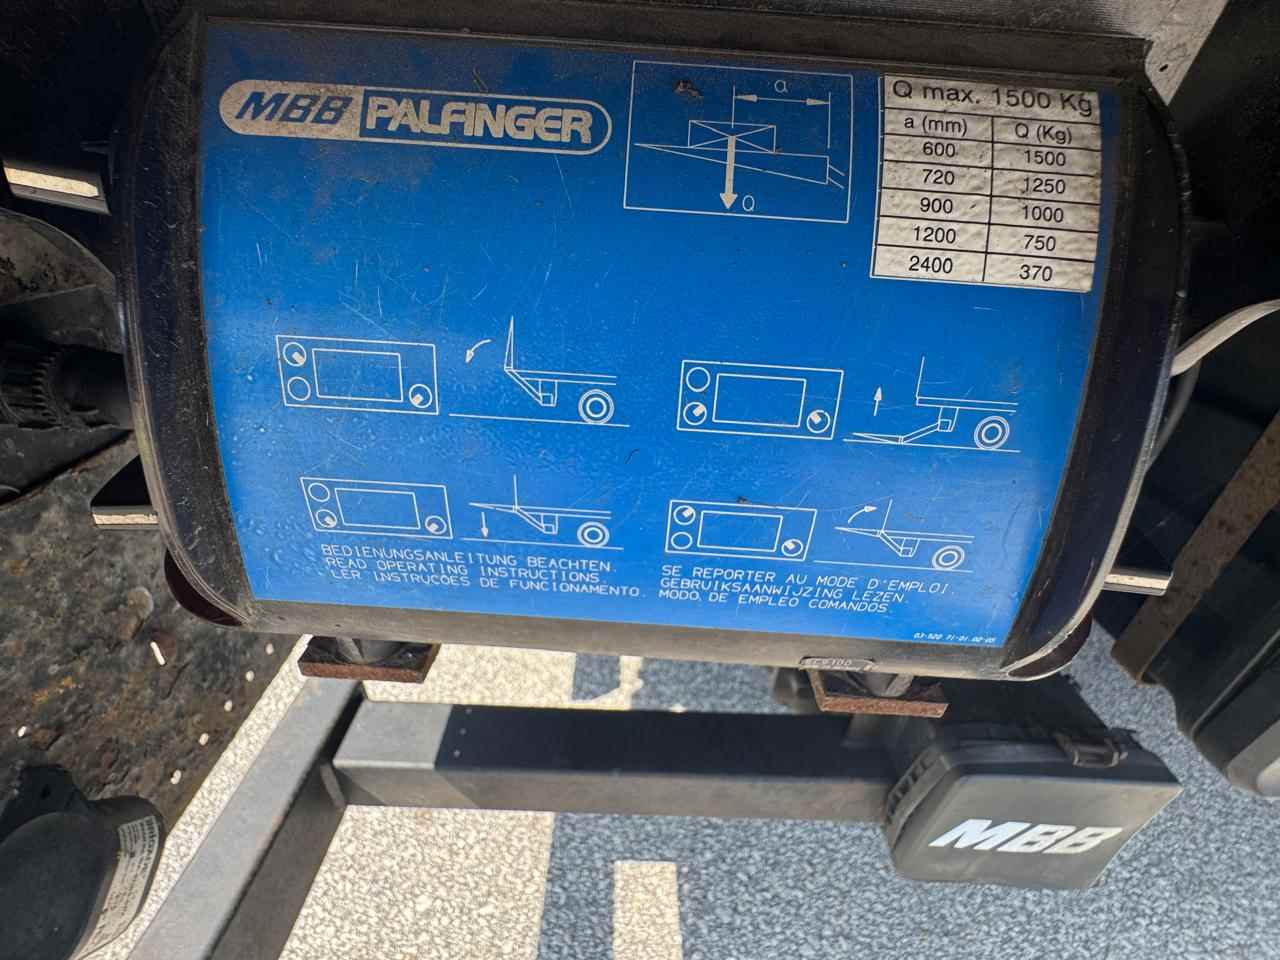 MBB PALFINGER
a
Q
Q max. 1500 Kg
a (mm) Q (Kg)
600 1500
720 1250
900 1000
1200 750
2400 370
BEDIENUNGSANLEITUNG BEACHTEN.
READ OPERATING INSTRUCTIONS
LER INSTRUÇOES DE FUNCIONAMENTO.
SE REPORTER AU MODE D'EMPLOI.
GEBRUIKSAANWIJZING LEZEN.
MODO. DE EMPLEO COMANDOS
MBB